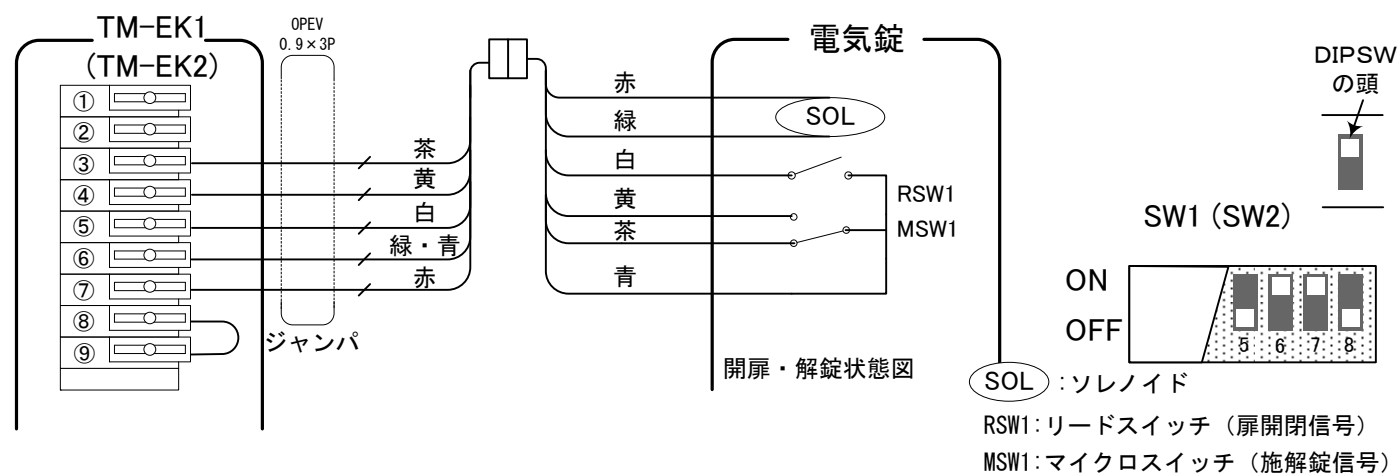 TM-EK1
(TM-EK2)
①
②
③
④
⑤
⑥
⑦
⑧
⑨
OPEV
0.9×3P
ジャンパ
茶
黄
白
緑・青
赤
赤
緑
白
黄
茶
青
電気錠
SOL
RSW1
MSW1
開扉・解錠状態図
DIPSW
の頭
SW1(SW2)
ON
OFF
5 6 7 8
SOL:ソレノイド
RSW1:リードスイッチ(扉開閉信号)
MSW1:マイクロスイッチ(施解錠信号)